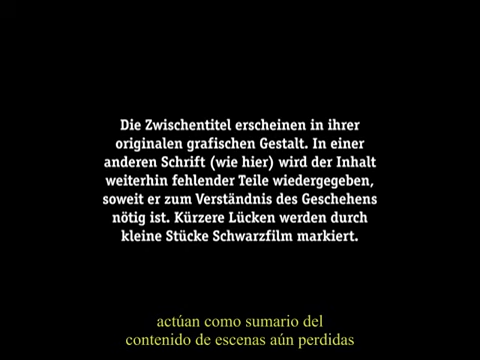 Die Zwischentitel erscheinen in ihrer
originalen grafischen Gestalt. In einer
anderen Schrift (wie hier) wird der Inhalt
weiterhin fehlender Teile wiedergegeben,
soweit er zum Verständnis des Geschehens
nötig ist. Kürzere Lücken werden durch
kleine Stücke Schwarzfilm markiert.
actúan como sumario del
contenido de escenas aún perdidas